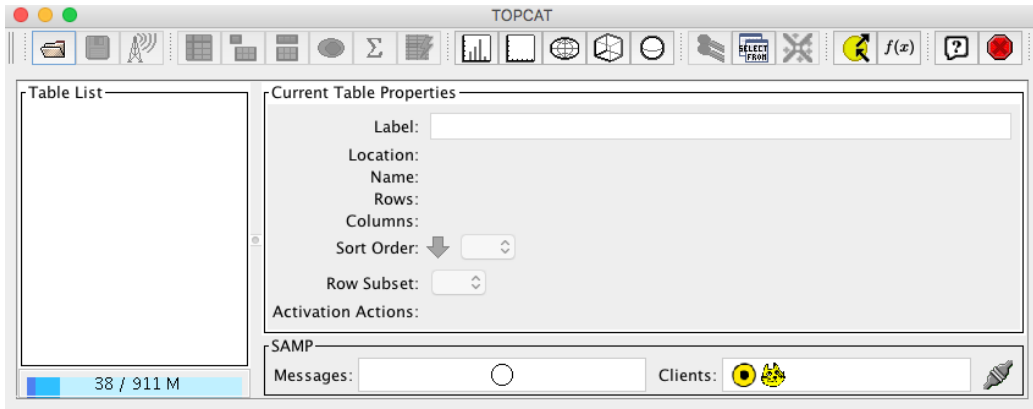 TOPCAT
Σ
SELECT
FROM
f(x)
?
Table List
Current Table Properties
Label:
Location:
Name:
Rows:
Columns:
Sort Order:
Row Subset:
Activation Actions:
SAMP
38 / 911 M
Messages:
Clients: